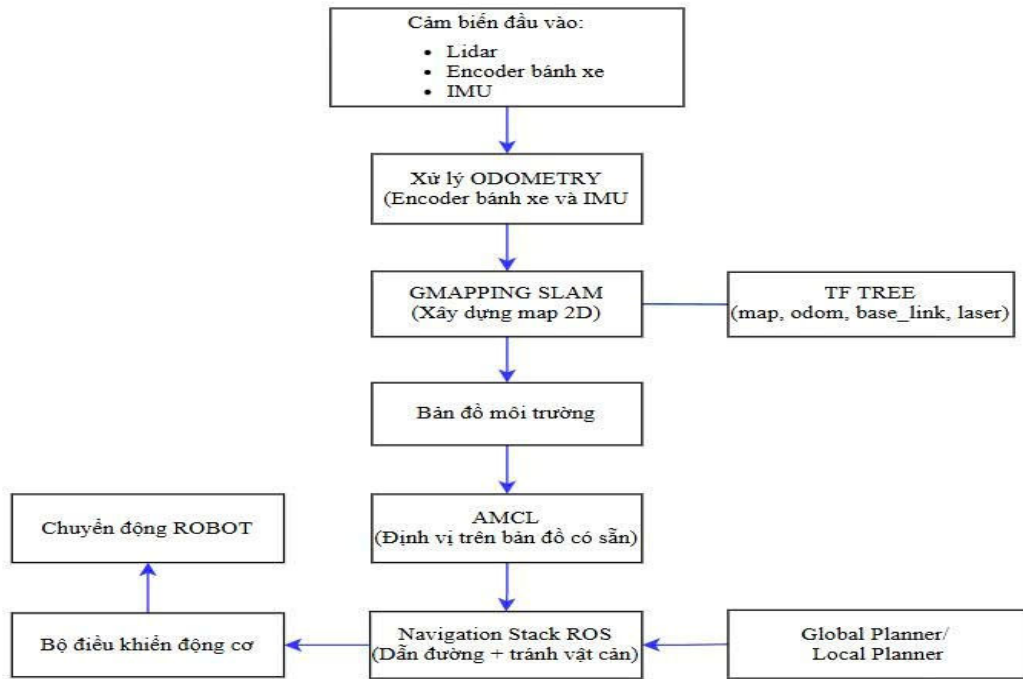 Cảm biến đầu vào:
• Lidar
• Encoder bánh xe
• IMU
Xử lý ODOMETRY
(Encoder bánh xe và IMU
GMAPPING SLAM
(Xây dựng map 2D)
TF TREE
(map, odom, base_link, laser)
Bản đồ môi trường
Chuyển động ROBOT
AMCL
(Định vị trên bản đồ có sẵn)
Bộ điều khiển động cơ
Navigation Stack ROS
(Dẫn đường + tránh vật cản)
Global Planner/
Local Planner